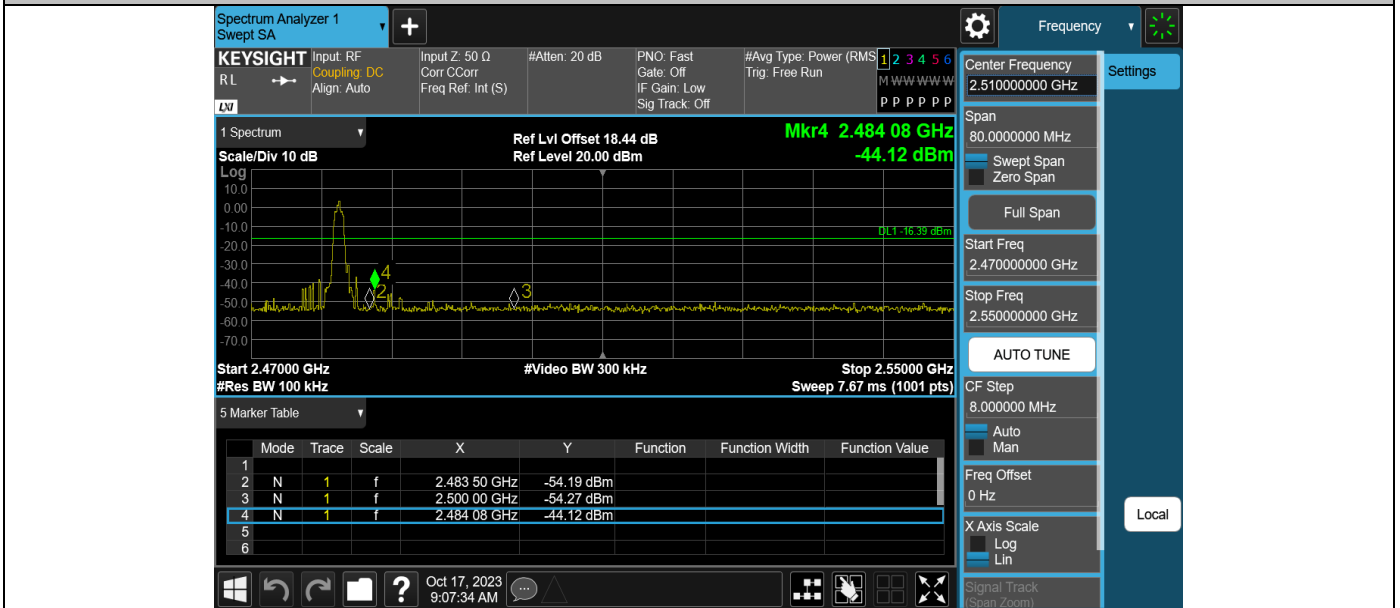 Spectrum Analyzer 1
Swept SA
Frequency
KEYSIGHT
RL
LXI
Input: RF
Coupling: DC
Align: Auto
Input Z: 50 Ω
Corr CCorr
Freq Ref: Int (S)
#Atten: 20 dB
PNO: Fast
Gate: Off
IF Gain: Low
Sig Track: Off
#Avg Type: Power (RMS
Trig: Free Run
1 2 3 4 5 6
M W W W W W
P P P P P P
1 Spectrum
Scale/Div 10 dB
Ref Lvl Offset 18.44 dB
Ref Level 20.00 dBm
Mkr4 2.484 08 GHz
-44.12 dBm
Log
10.0
0.00
-10.0
-20.0
-30.0
-40.0
-50.0
-60.0
-70.0
DL1 -16.39 dBm
4
2
3
Start 2.47000 GHz
#Video BW 300 kHz
Stop 2.55000 GHz
#Res BW 100 kHz
Sweep 7.67 ms (1001 pts)
5 Marker Table
Mode Trace Scale X Y Function Function Width Function Value
1
2 N 1 f 2.483 50 GHz -54.19 dBm
3 N 1 f 2.500 00 GHz -54.27 dBm
4 N 1 f 2.484 08 GHz -44.12 dBm
5
6
?
Oct 17, 2023
9:07:34 AM
Center Frequency
2.510000000 GHz
Span
80.0000000 MHz
Swept Span
Zero Span
Full Span
Start Freq
2.470000000 GHz
Stop Freq
2.550000000 GHz
AUTO TUNE
CF Step
8.000000 MHz
Auto
Man
Freq Offset
0 Hz
X Axis Scale
Log
Lin
Signal Track
(Span Zoom)
Settings
Local